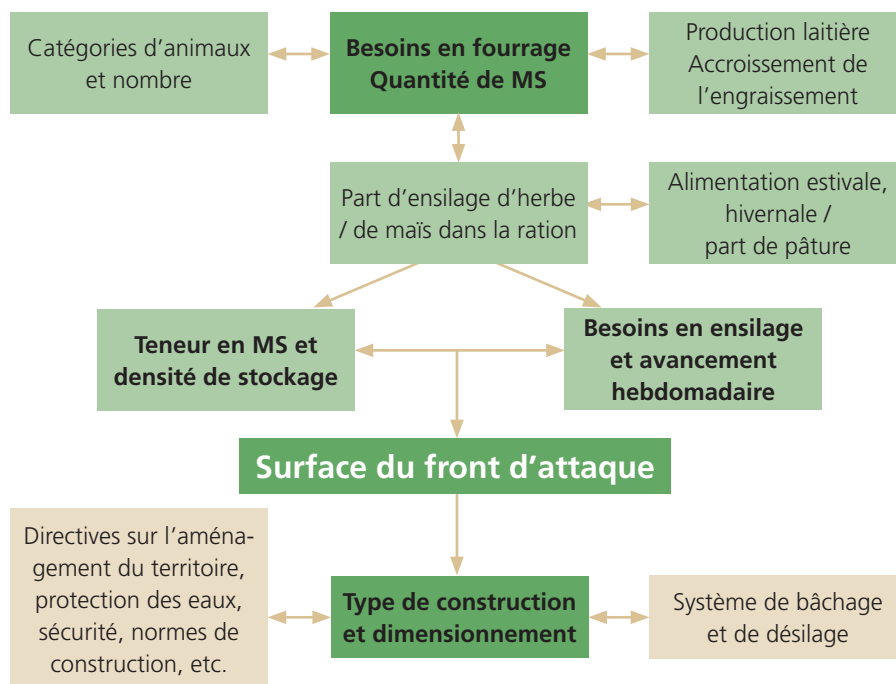 Catégories d'animaux
et nombre
Besoins en fourrage
Quantité de MS
Production laitière
Accroissement de
l'engraissement
Part d'ensilage d'herbe
/ de maïs dans la ration
Alimentation estivale,
hivernale /
part de pâture
Teneur en MS et
densité de stockage
Besoins en ensilage
et avancement
hebdomadaire
Surface du front d'attaque
Directives sur l'aména-
gement du territoire,
protection des eaux,
sécurité, normes de
construction, etc.
Type de construction
et dimensionnement
Système de bâchage
et de désilage